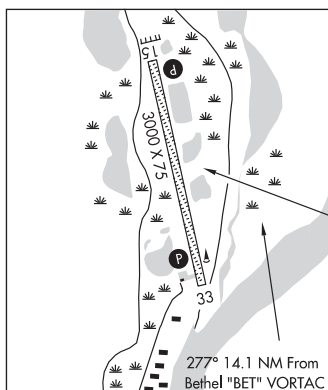 15
P
3000 X 75
P
33
277° 14.1 NM From
Bethel "BET" VORTAC